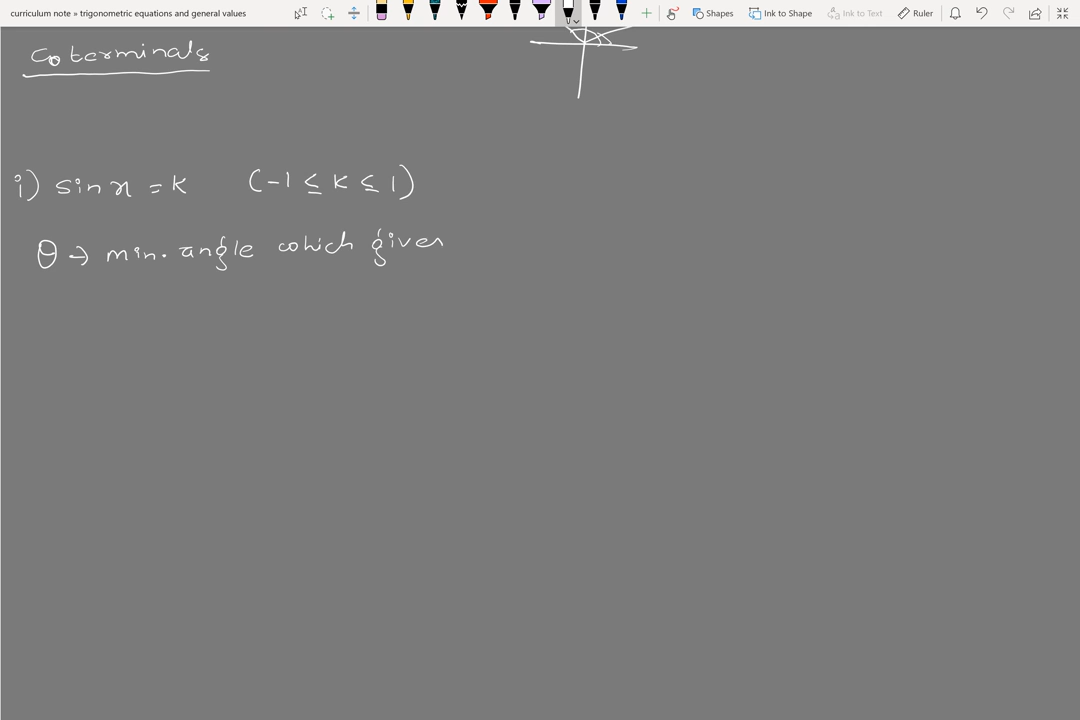 curriculum note » trigonometric equations and general values
Shapes
Ink to Shape
Ink to Text
Ruler
Coterminals
i) sin x = k (-1 ≤ k ≤ 1)
θ → min. angle which given